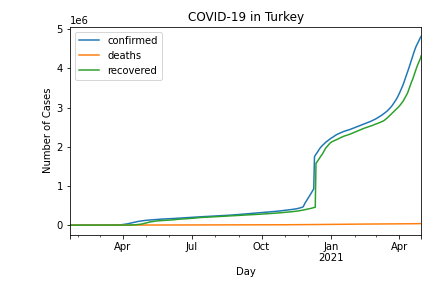 COVID-19 in Turkey
1e6
confirmed
deaths
recovered
Number of Cases
5
4
3
2
1
0
Apr
Jul
Oct
Jan
2021
Apr
Day